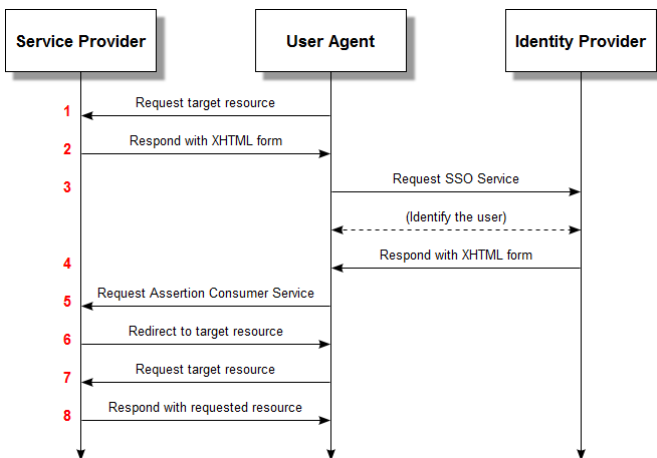 Service Provider User Agent Identity Provider
1 Request target resource
2 Respond with XHTML form
3 Request SSO Service
(Identify the user)
4 Respond with XHTML form
5 Request Assertion Consumer Service
6 Redirect to target resource
7 Request target resource
8 Respond with requested resource